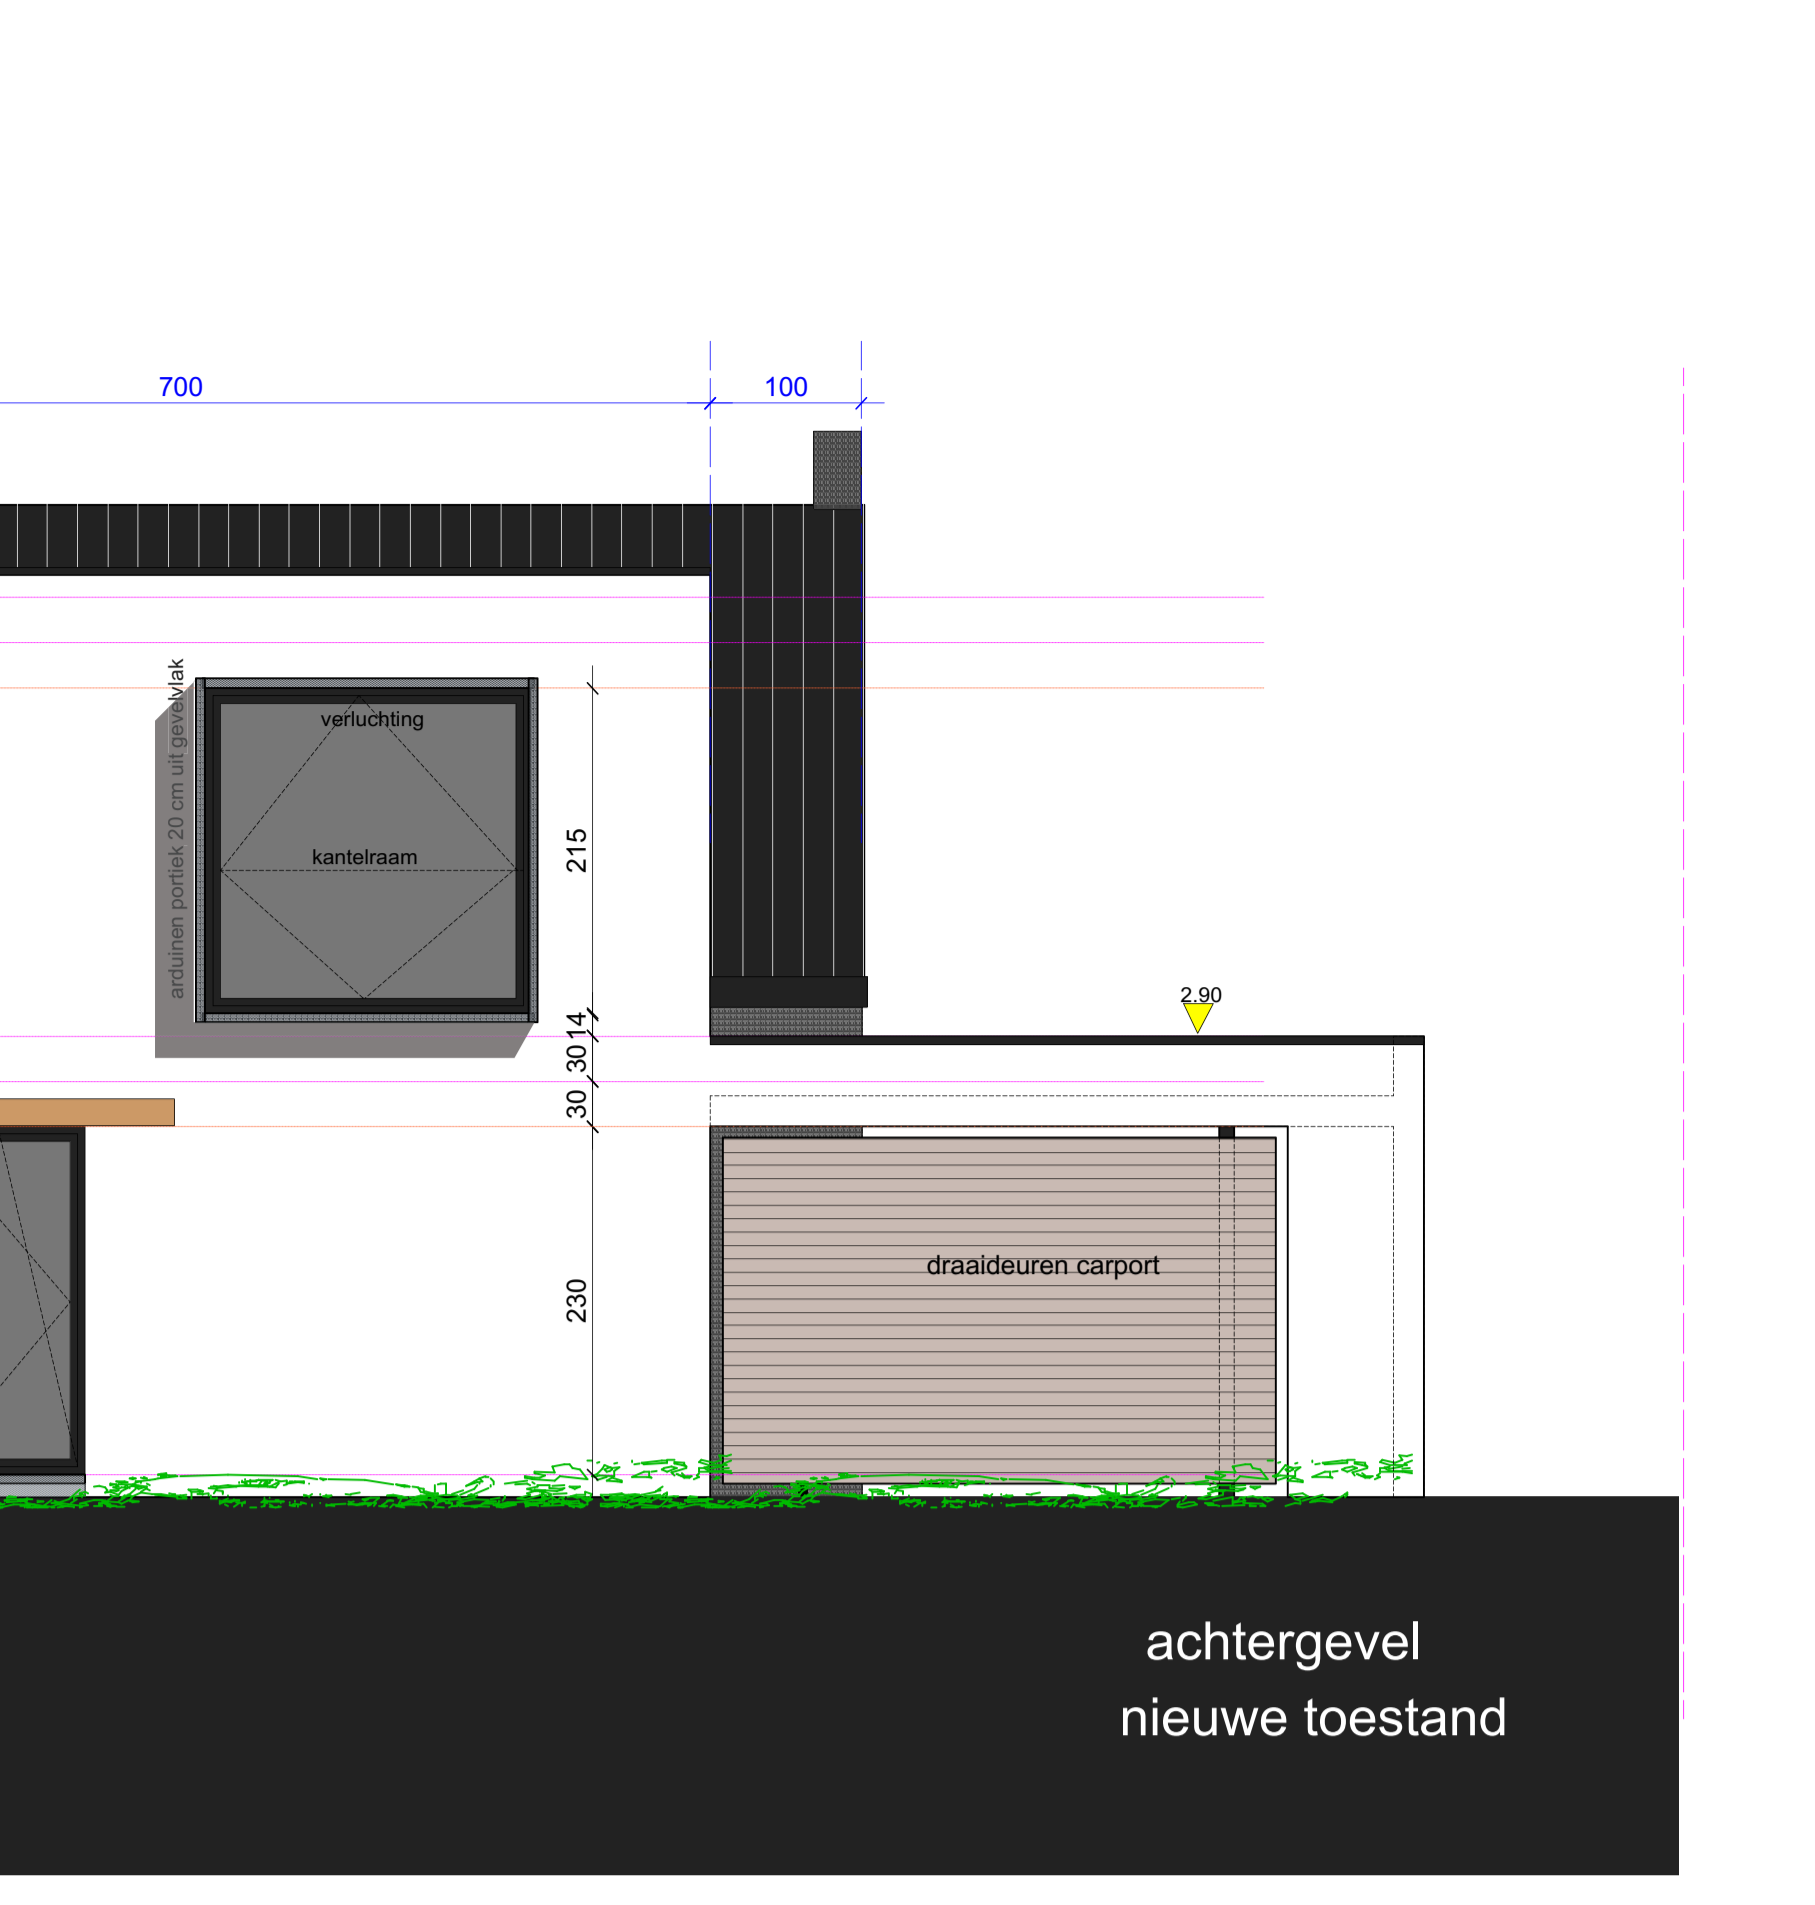 700
100
arduinen portiek 20 cm uit gevelvlak
verluchting
kantelraam
215
14
30
30
230
2.90
draaideuren carport
achtergevel
nieuwe toestand